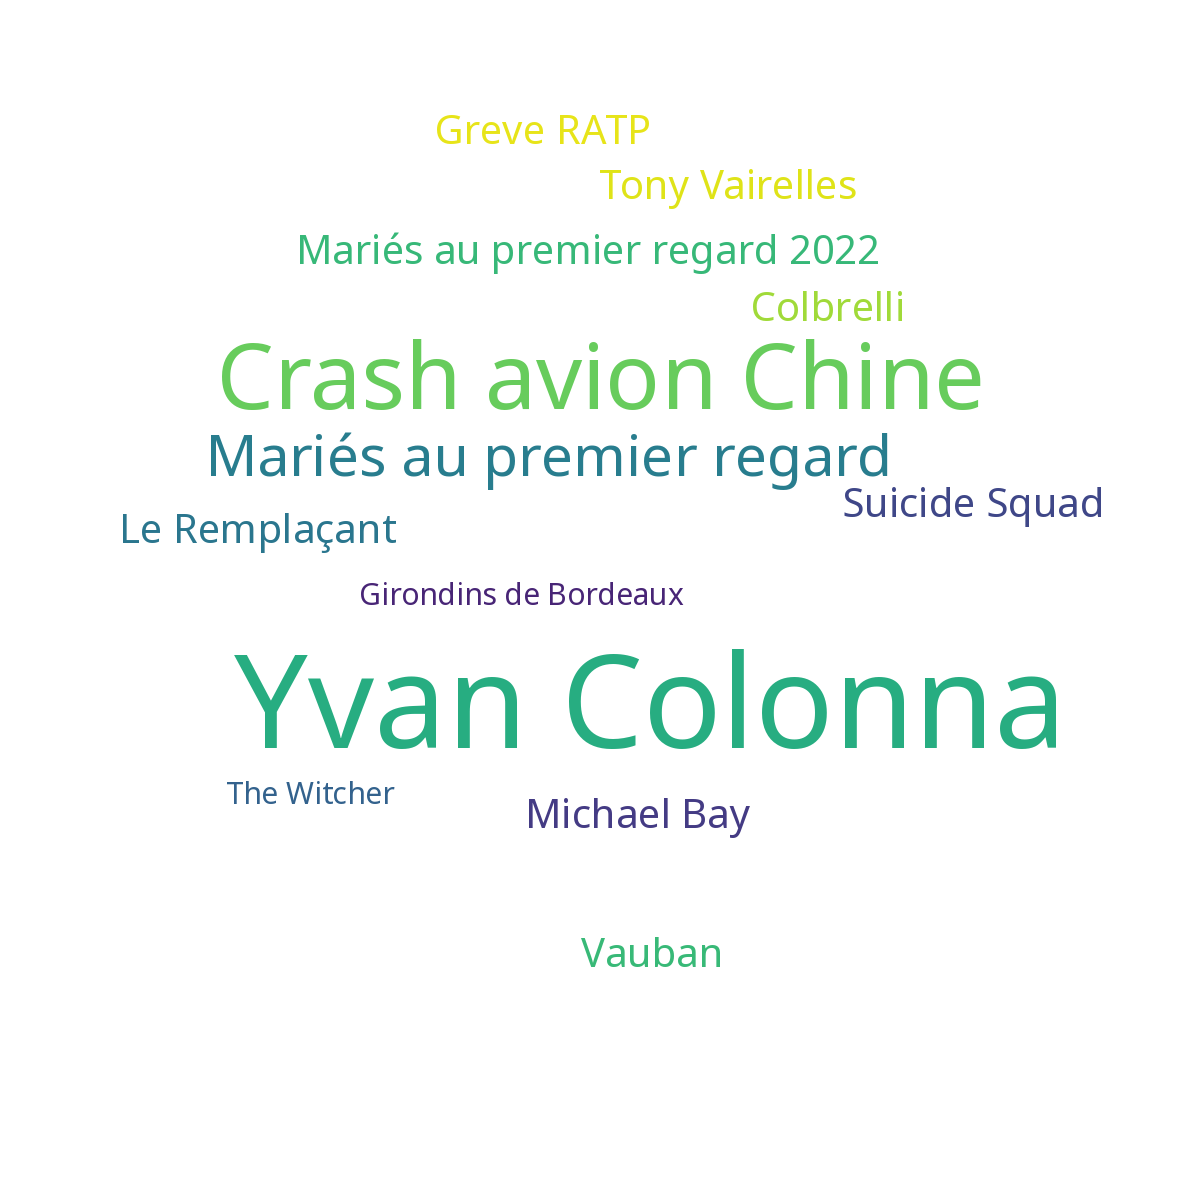 Greve RATP
Tony Vairelles
Mariés au premier regard 2022
Colbrelli
Crash avion Chine
Mariés au premier regard
Suicide Squad
Le Remplaçant
Girondins de Bordeaux
Yvan Colonna
The Witcher
Michael Bay
Vauban